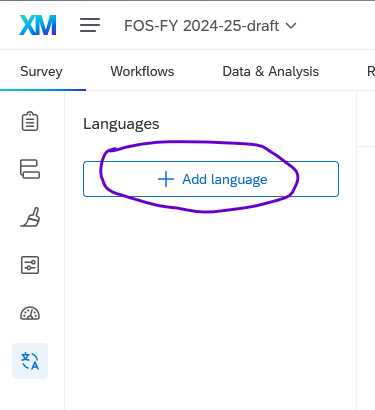 XM FOS-FY 2024-25-draft
Survey Workflows Data & Analysis R
Languages
+ Add language